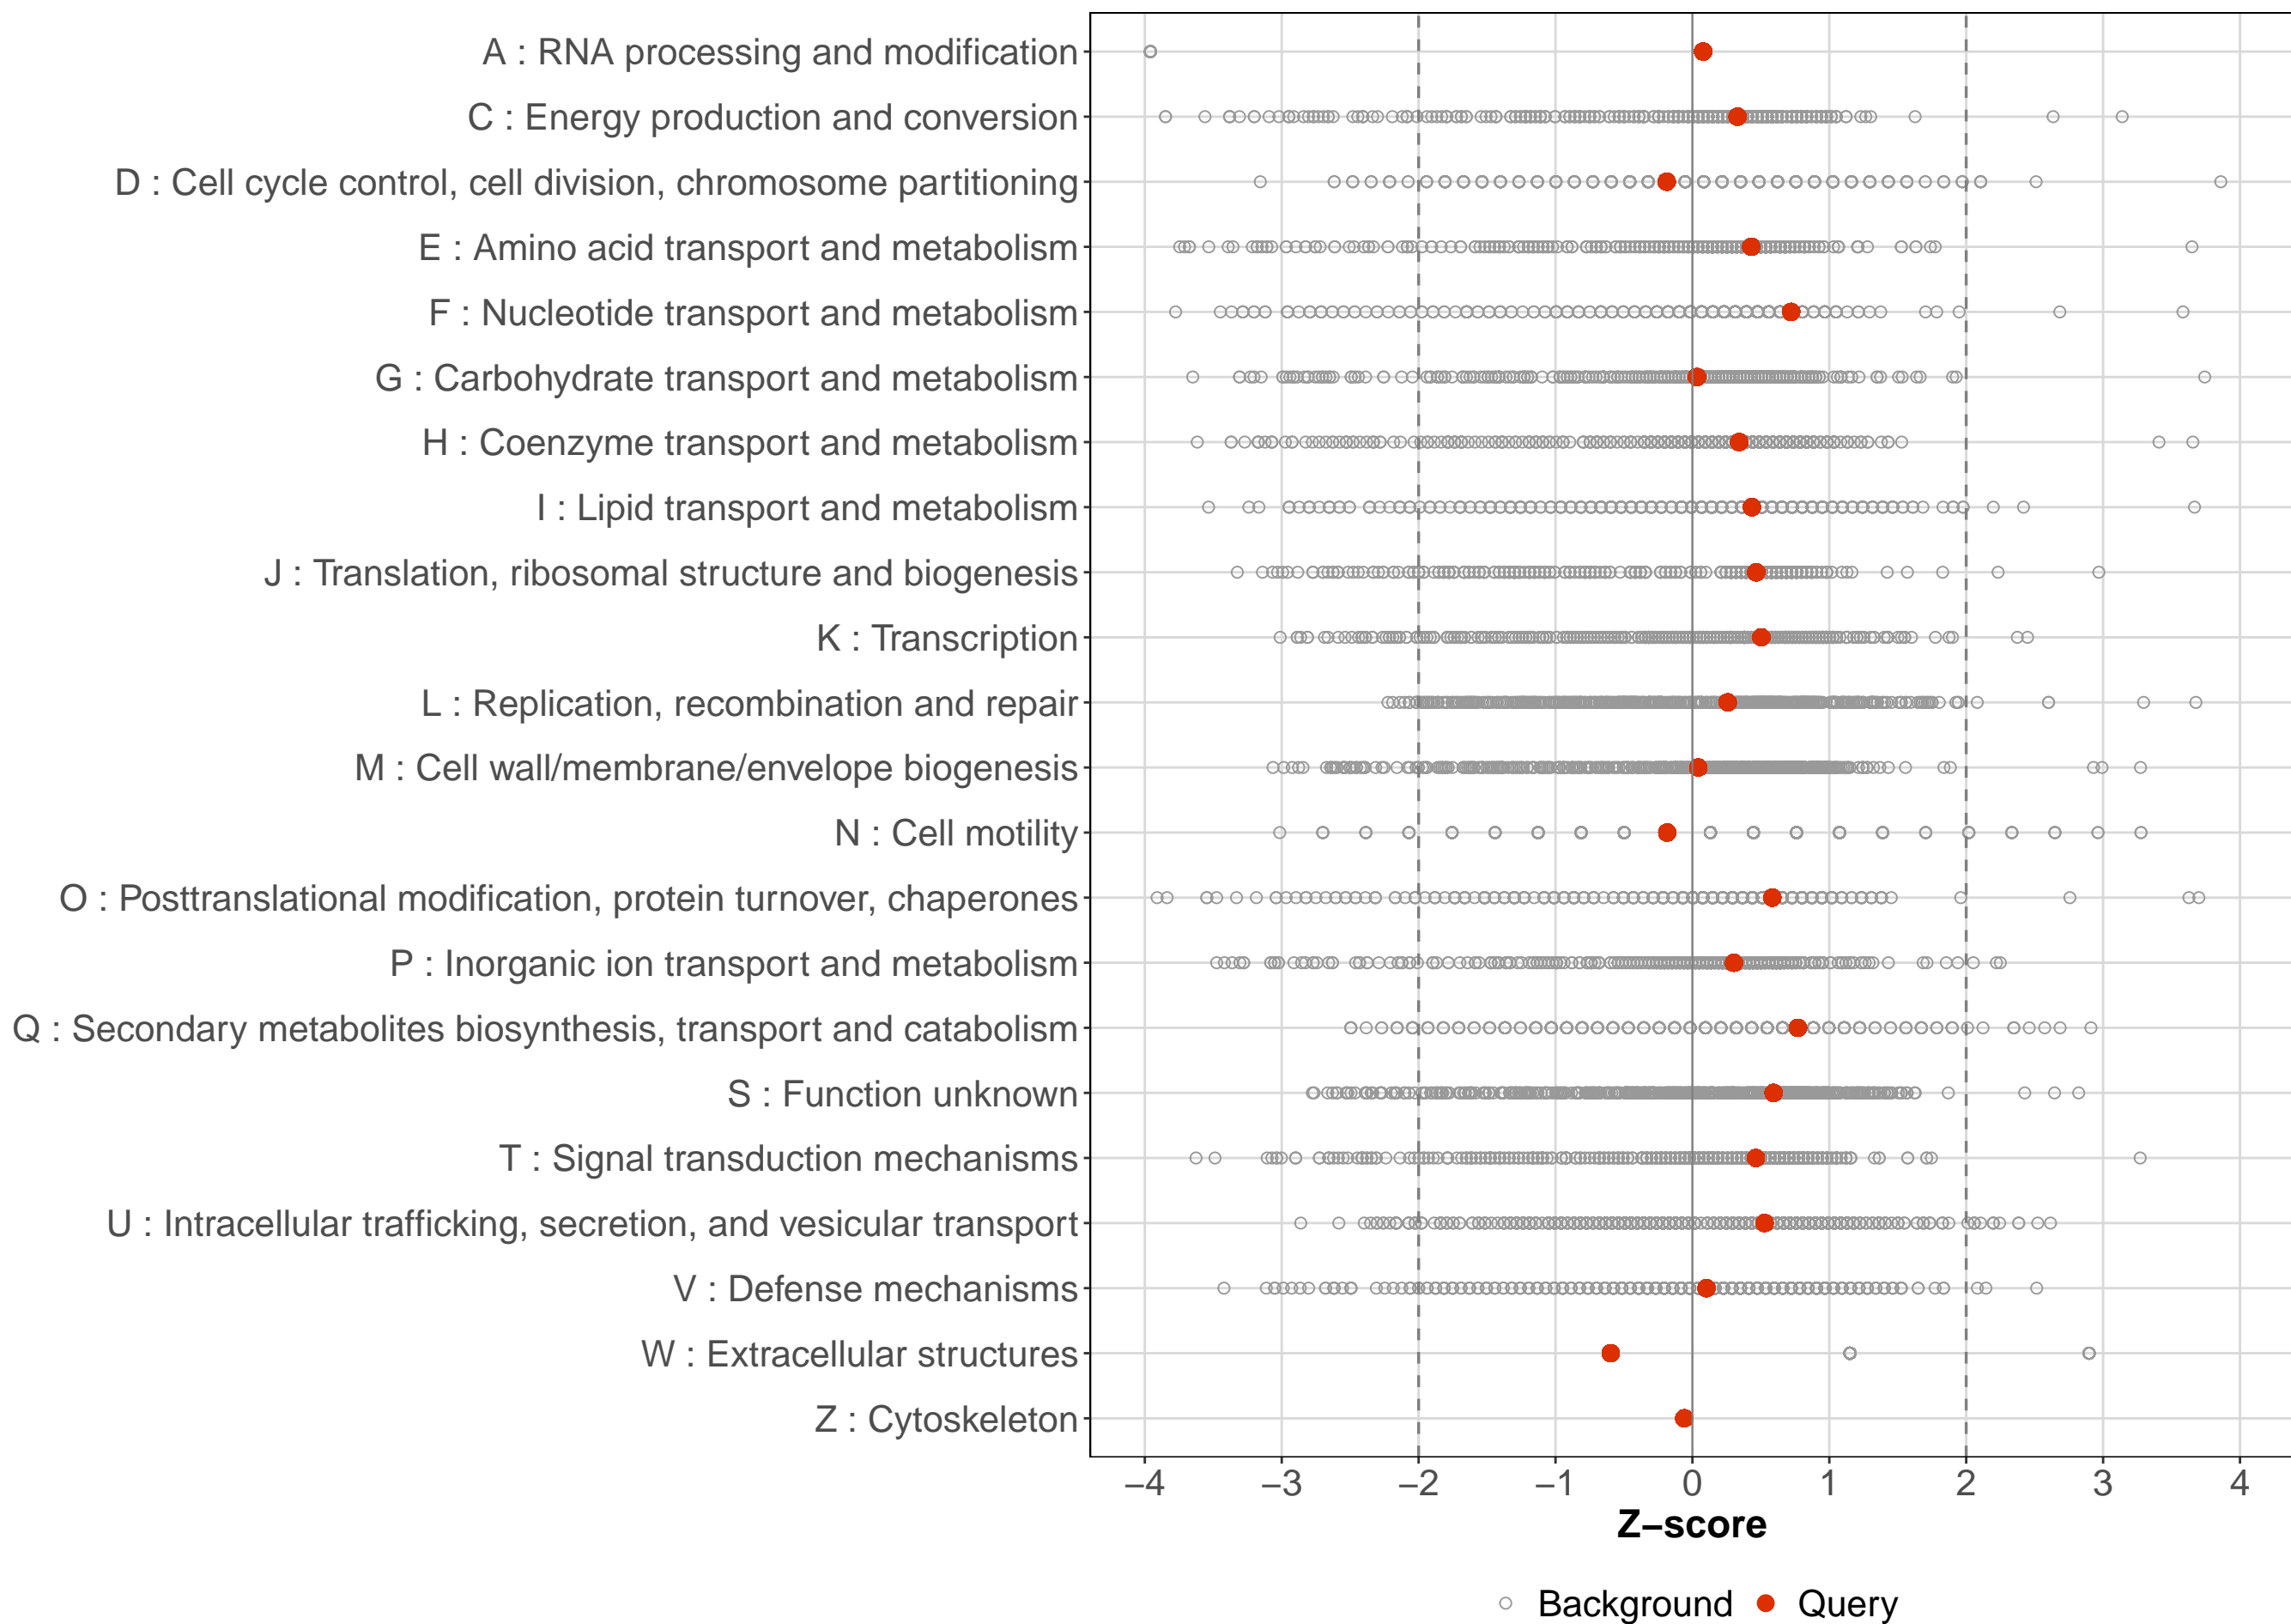 A : RNA processing and modification
C : Energy production and conversion
D : Cell cycle control, cell division, chromosome partitioning
E : Amino acid transport and metabolism
F : Nucleotide transport and metabolism
G : Carbohydrate transport and metabolism
H : Coenzyme transport and metabolism
I : Lipid transport and metabolism
J : Translation, ribosomal structure and biogenesis
K : Transcription
L : Replication, recombination and repair
M : Cell wall/membrane/envelope biogenesis
N : Cell motility
O : Posttranslational modification, protein turnover, chaperones
P : Inorganic ion transport and metabolism
Q : Secondary metabolites biosynthesis, transport and catabolism
S : Function unknown
T : Signal transduction mechanisms
U : Intracellular trafficking, secretion, and vesicular transport
V : Defense mechanisms
W : Extracellular structures
Z : Cytoskeleton
−4 −3 −2 −1 0 1 2 3 4
Z−score
Background Query